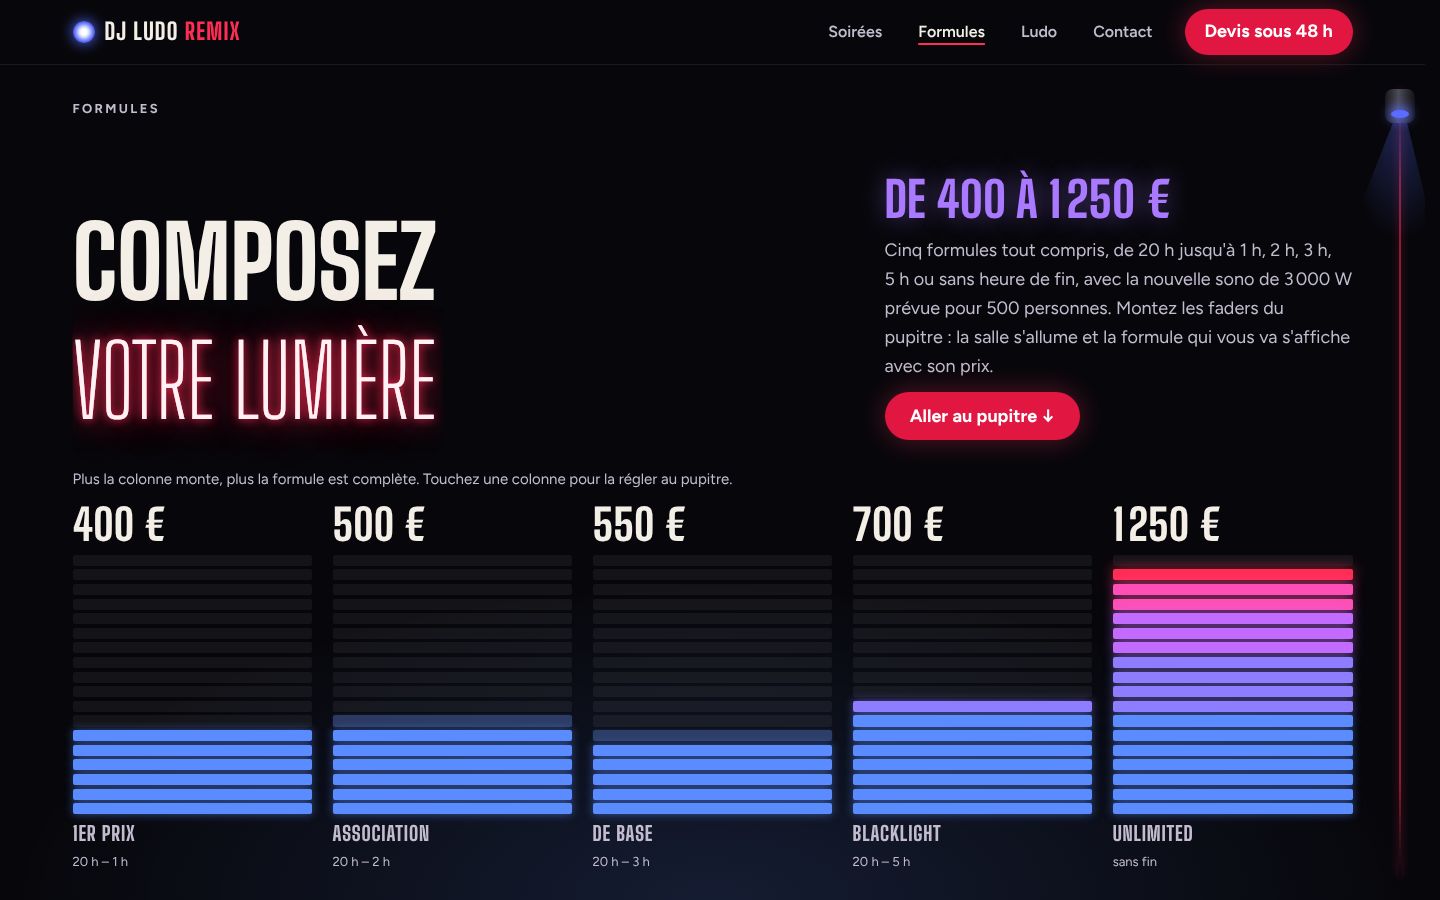 DJ LUDO REMIX
Soirées
Formules
Ludo
Contact
Devis sous 48 h
FORMULES
COMPOSEZ
VOTRE LUMIÈRE
DE 400 À 1 250 €
Cinq formules tout compris, de 20 h jusqu'à 1 h, 2 h, 3 h,
5 h ou sans heure de fin, avec la nouvelle sono de 3 000 W
prévue pour 500 personnes. Montez les faders du
pupitre : la salle s'allume et la formule qui vous va s'affiche
avec son prix.
Aller au pupitre ↓
Plus la colonne monte, plus la formule est complète. Touchez une colonne pour la régler au pupitre.
400 €
500 €
550 €
700 €
1 250 €
1ER PRIX
ASSOCIATION
DE BASE
BLACKLIGHT
UNLIMITED
20 h – 1 h
20 h – 2 h
20 h – 3 h
20 h – 5 h
sans fin